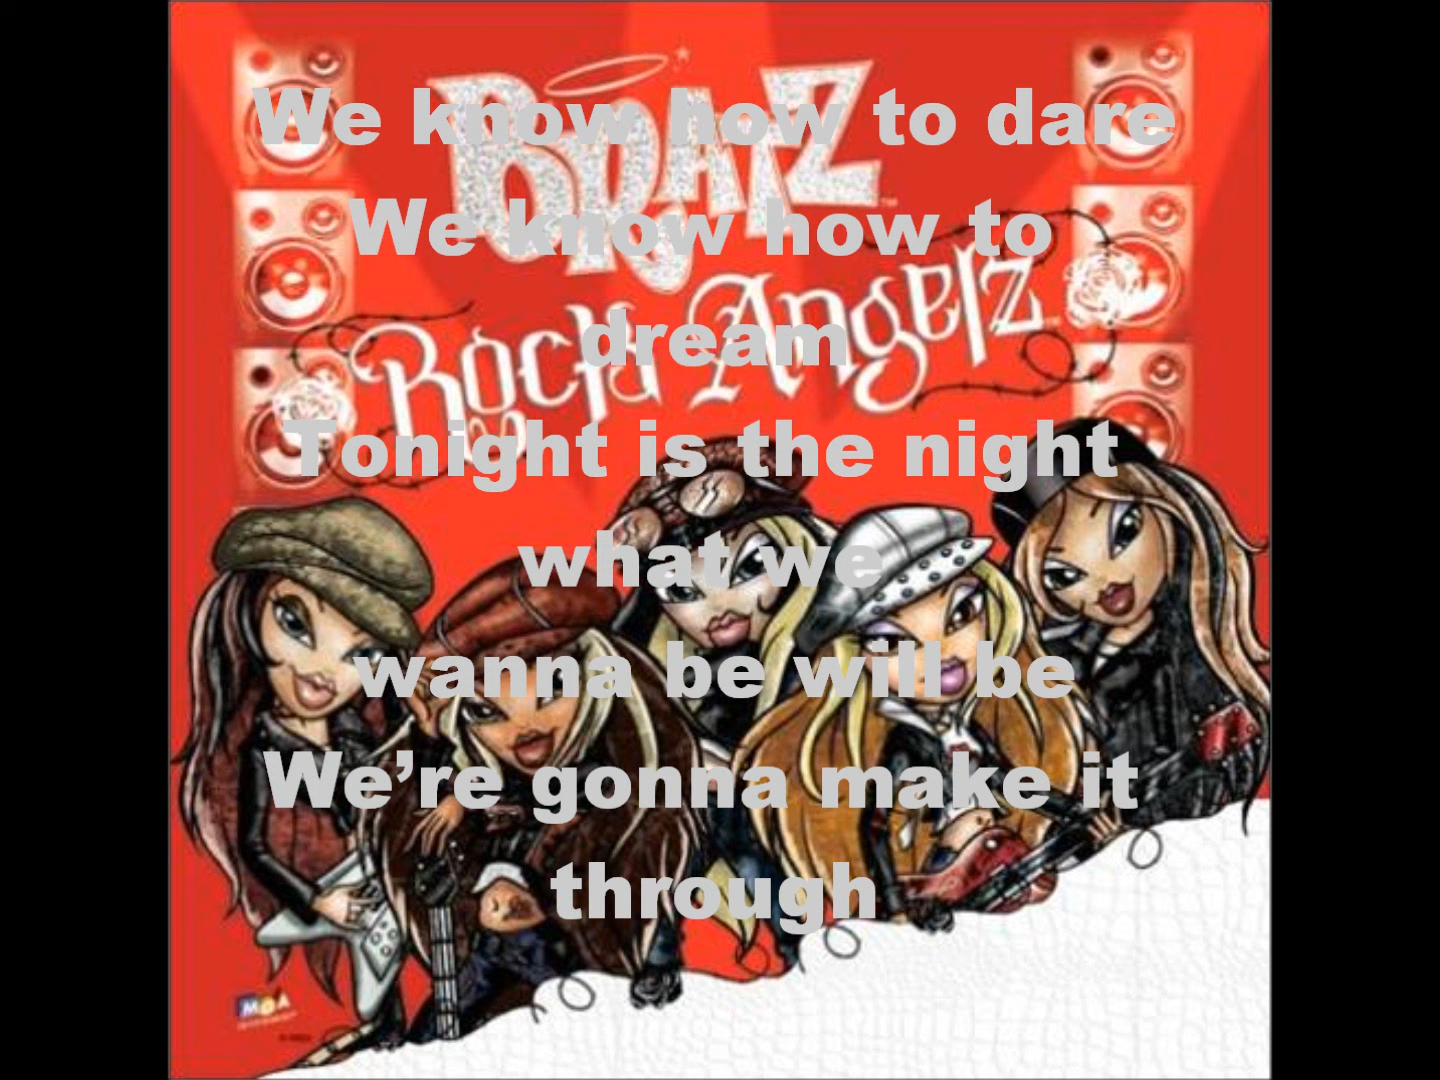 BRATZ
Rock Angelz
We know how to dare
We know how to
dream
Tonight is the night
what we
wanna be will be
We’re gonna make it
through
MGA